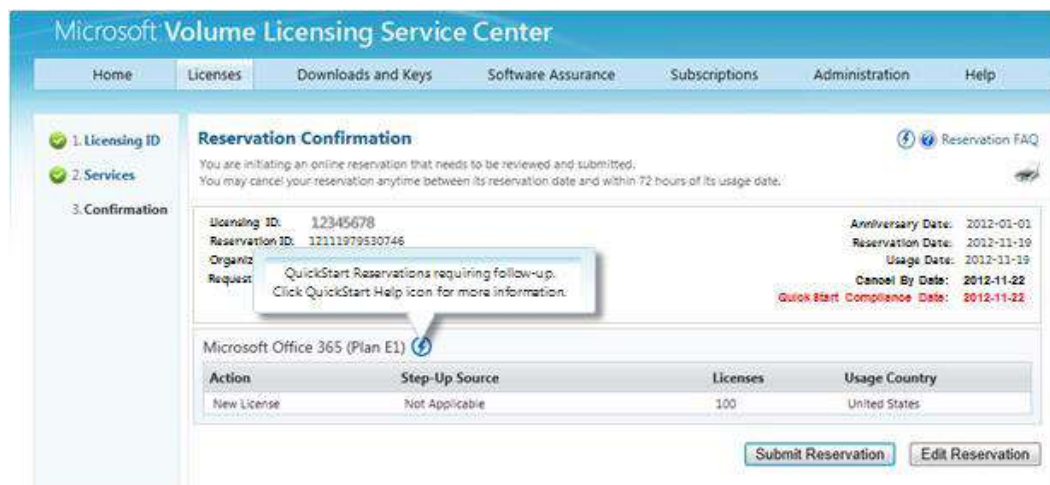 Microsoft Volume Licensing Service Center
Home Licenses Downloads and Keys Software Assurance Subscriptions Administration Help
1. Licensing ID
2. Services
3. Confirmation
Reservation Confirmation
Reservation FAQ
You are initiating an online reservation that needs to be reviewed and submitted.
You may cancel your reservation anytime between its reservation date and within 72 hours of its usage date.
Licensing ID: 12345678
Reservation ID: 12111979530746
Organiz
Request
QuickStart Reservations requiring follow-up.
Click QuickStart Help icon for more information.
Anniversary Date: 2012-01-01
Reservation Date: 2012-11-19
Usage Date: 2012-11-19
Cancel By Date: 2012-11-22
Quick Start Compliance Date: 2012-11-22
Microsoft Office 365 (Plan E1)
Action Step-Up Source Licenses Usage Country
New License Not Applicable 100 United States
Submit Reservation Edit Reservation